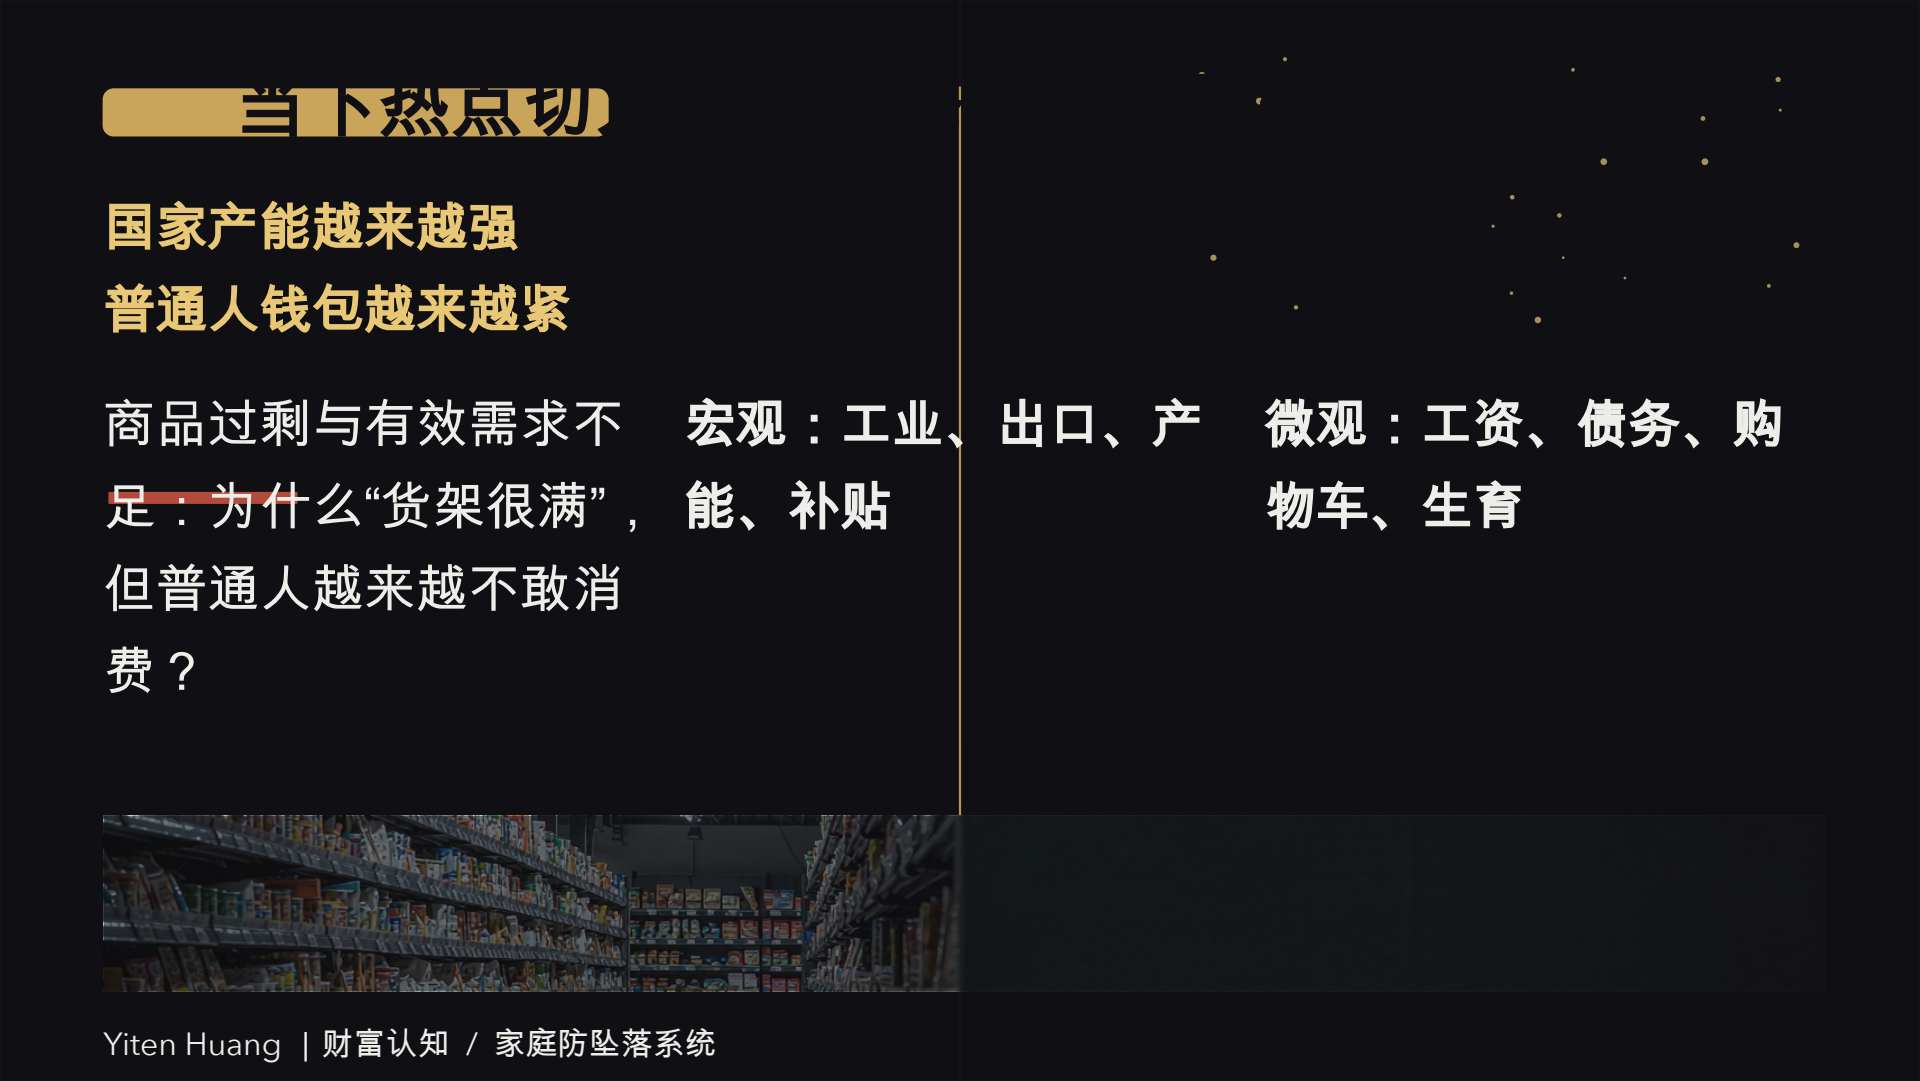 当下热点切
国家产能越来越强
普通人钱包越来越紧
商品过剩与有效需求不
足：为什么“货架很满”，
但普通人越来越不敢消
费？
宏观：工业、出口、产
能、补贴
微观：工资、债务、购
物车、生育
Yiten Huang | 财富认知 / 家庭防坠落系统